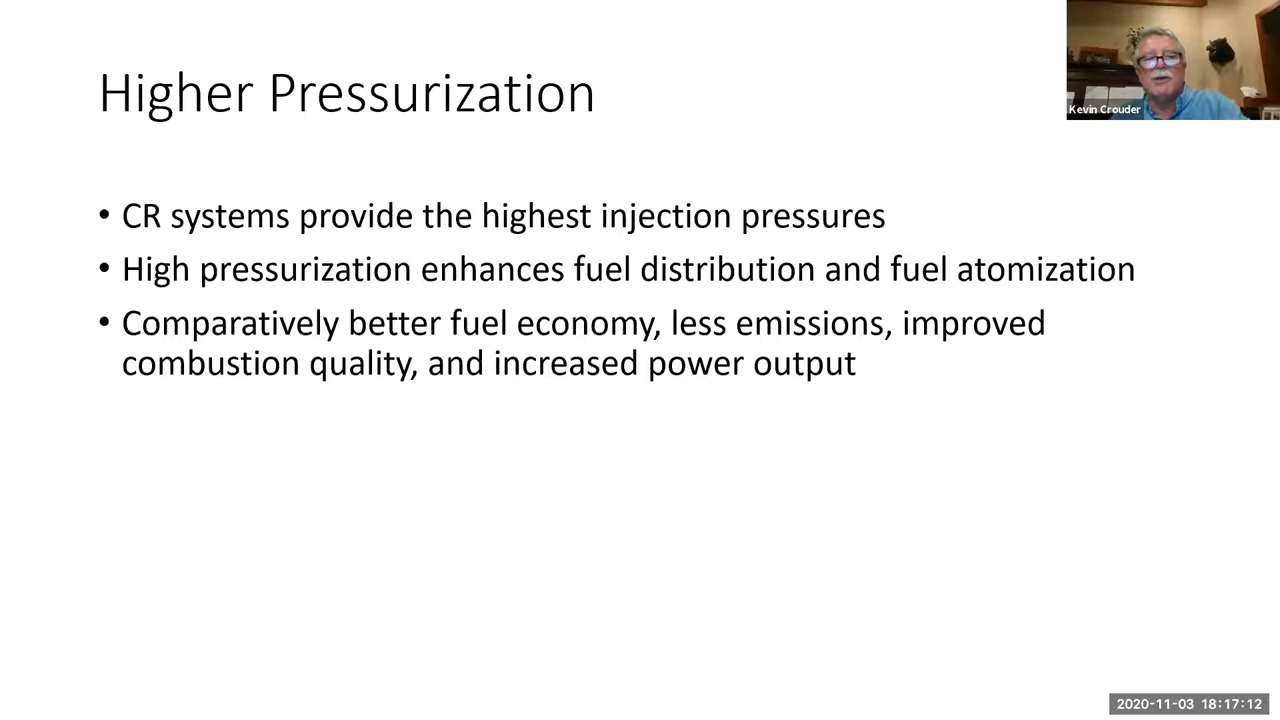 Higher Pressurization
Kevin Crouder
• CR systems provide the highest injection pressures
• High pressurization enhances fuel distribution and fuel atomization
• Comparatively better fuel economy, less emissions, improved
combustion quality, and increased power output
2020-11-03 18:17:12